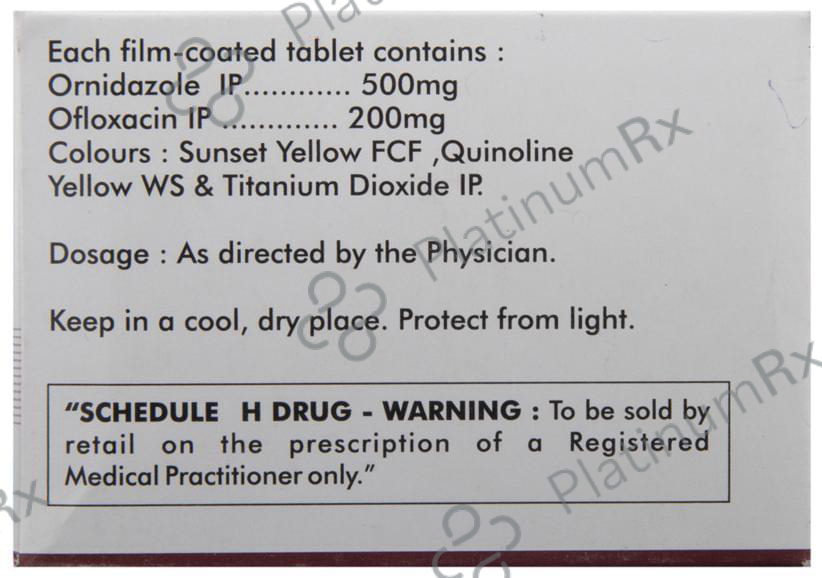 Each film-coated tablet contains :
Ornidazole IP............ 500mg
Ofloxacin IP ............. 200mg
Colours : Sunset Yellow FCF ,Quinoline
Yellow WS & Titanium Dioxide IP.
Dosage : As directed by the Physician.
Keep in a cool, dry place. Protect from light.
"SCHEDULE H DRUG - WARNING : To be sold by
retail on the prescription of a Registered
Medical Practitioner only."
PlatinumRx
PlatinumRx
Platinum
Rx